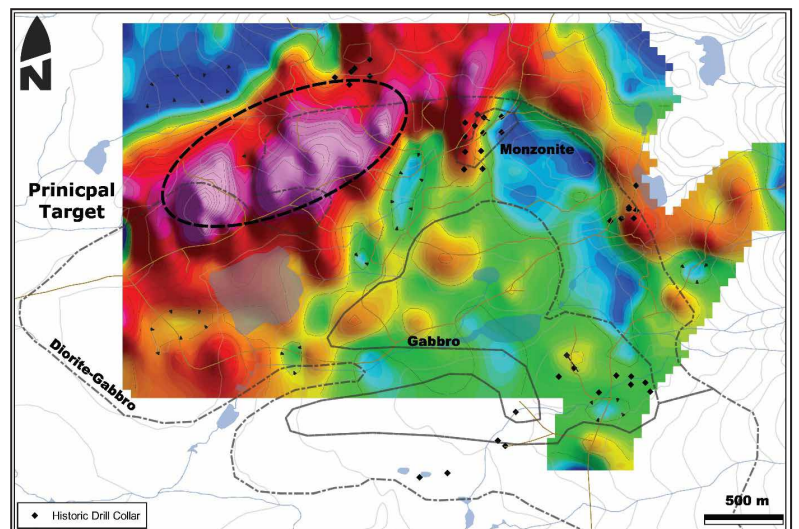 N
Monzonite
Prinicpal
Target
Gabbro
Diorite-Gabbro
Historic Drill Collar
500 m